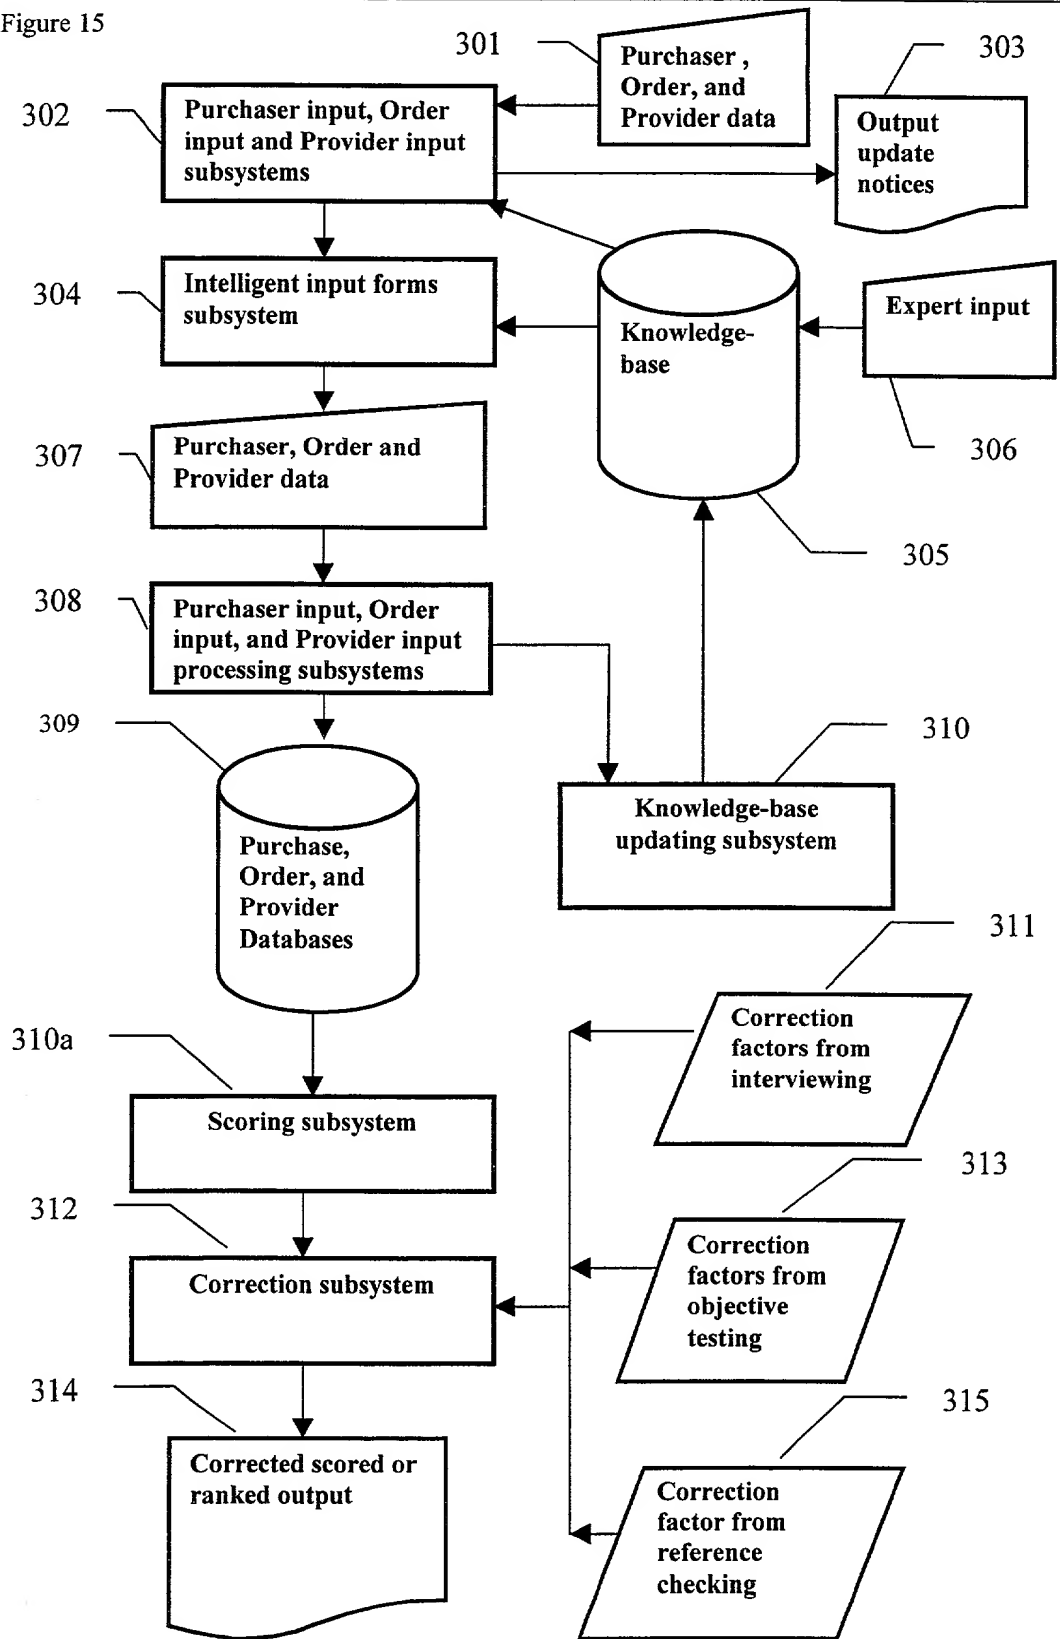 Figure 15
301
Purchaser ,
Order, and
Provider data
303
302
Purchaser input, Order
input and Provider input
subsystems
Output
update
notices
304
Intelligent input forms
subsystem
Knowledge-
base
Expert input
306
307
Purchaser, Order and
Provider data
305
308
Purchaser input, Order
input, and Provider input
processing subsystems
309
310
Purchase,
Order, and
Provider
Databases
Knowledge-base
updating subsystem
311
310a
Correction
factors from
interviewing
Scoring subsystem
313
312
Correction
factors from
objective
testing
Correction subsystem
314
315
Corrected scored or
ranked output
Correction
factor from
reference
checking